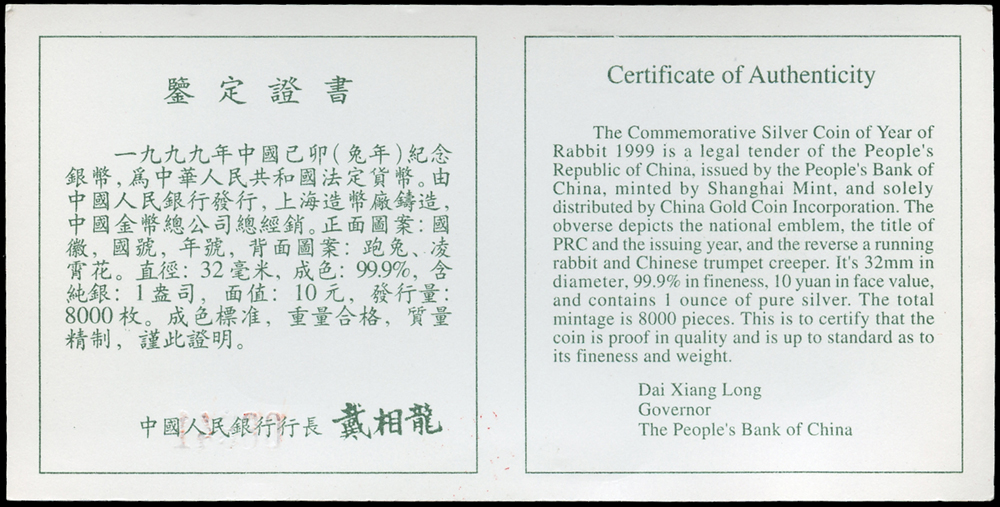 鑒定證書
一九九九年中國己卯(兔年)紀念
銀幣,爲中華人民共和國法定貨幣。由
中國人民銀行發行,上海造幣廠鑄造,
中國金幣總公司總經銷。正面圖案:國
徽,國號,年號,背面圖案:跑兔、凌
霄花。直徑:32毫米,成色:99.9%,含
純銀:1盎司,面值:10元,發行量:
8000枚。成色標准,重量合格,質量
精制,謹此證明。
中國人民銀行行長 戴相龍
Certificate of Authenticity
The Commemorative Silver Coin of Year of
Rabbit 1999 is a legal tender of the People's
Republic of China, issued by the People's Bank of
China, minted by Shanghai Mint, and solely
distributed by China Gold Coin Incorporation. The
obverse depicts the national emblem, the title of
PRC and the issuing year, and the reverse a running
rabbit and Chinese trumpet creeper. It's 32mm in
diameter, 99.9% in fineness, 10 yuan in face value,
and contains 1 ounce of pure silver. The total
mintage is 8000 pieces. This is to certify that the
coin is proof in quality and is up to standard as to
its fineness and weight.
Dai Xiang Long
Governor
The People's Bank of China